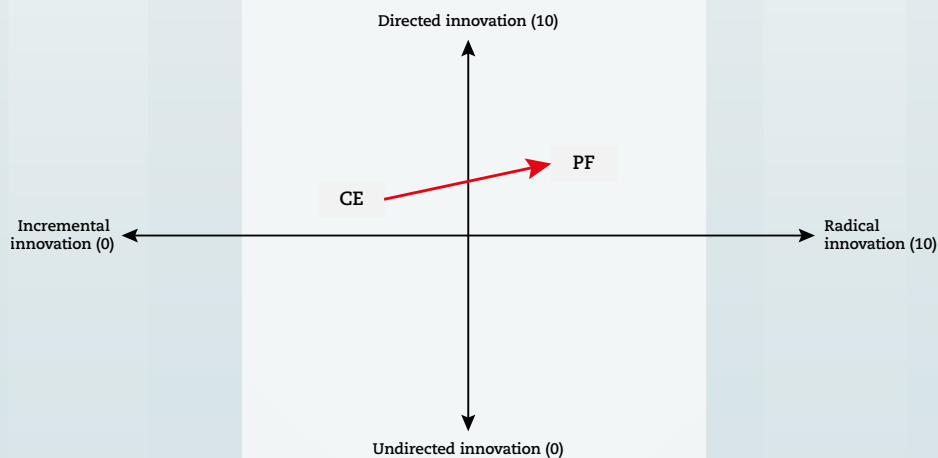 Directed innovation (10)
PF
CE
Incremental
innovation (0)
Radical
innovation (10)
Undirected innovation (0)